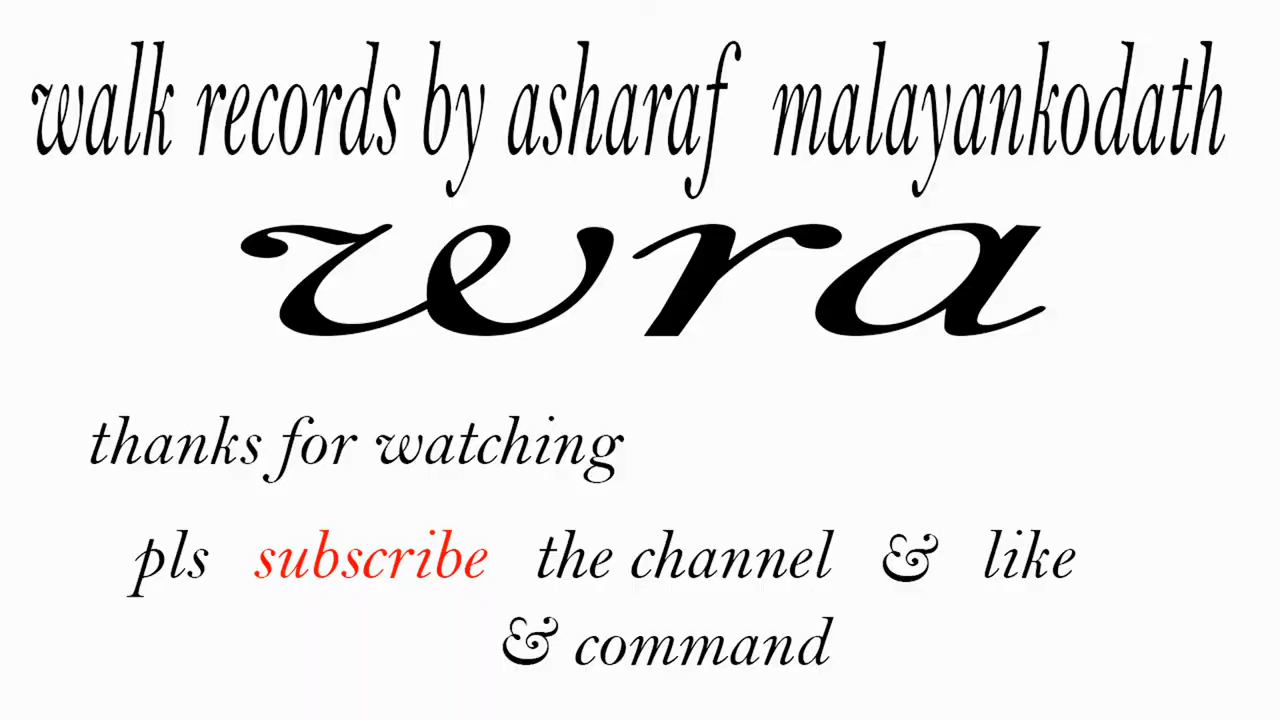 walk records by asharaf malayankodath
wra
thanks for watching
pls subscribe the channel & like
& command